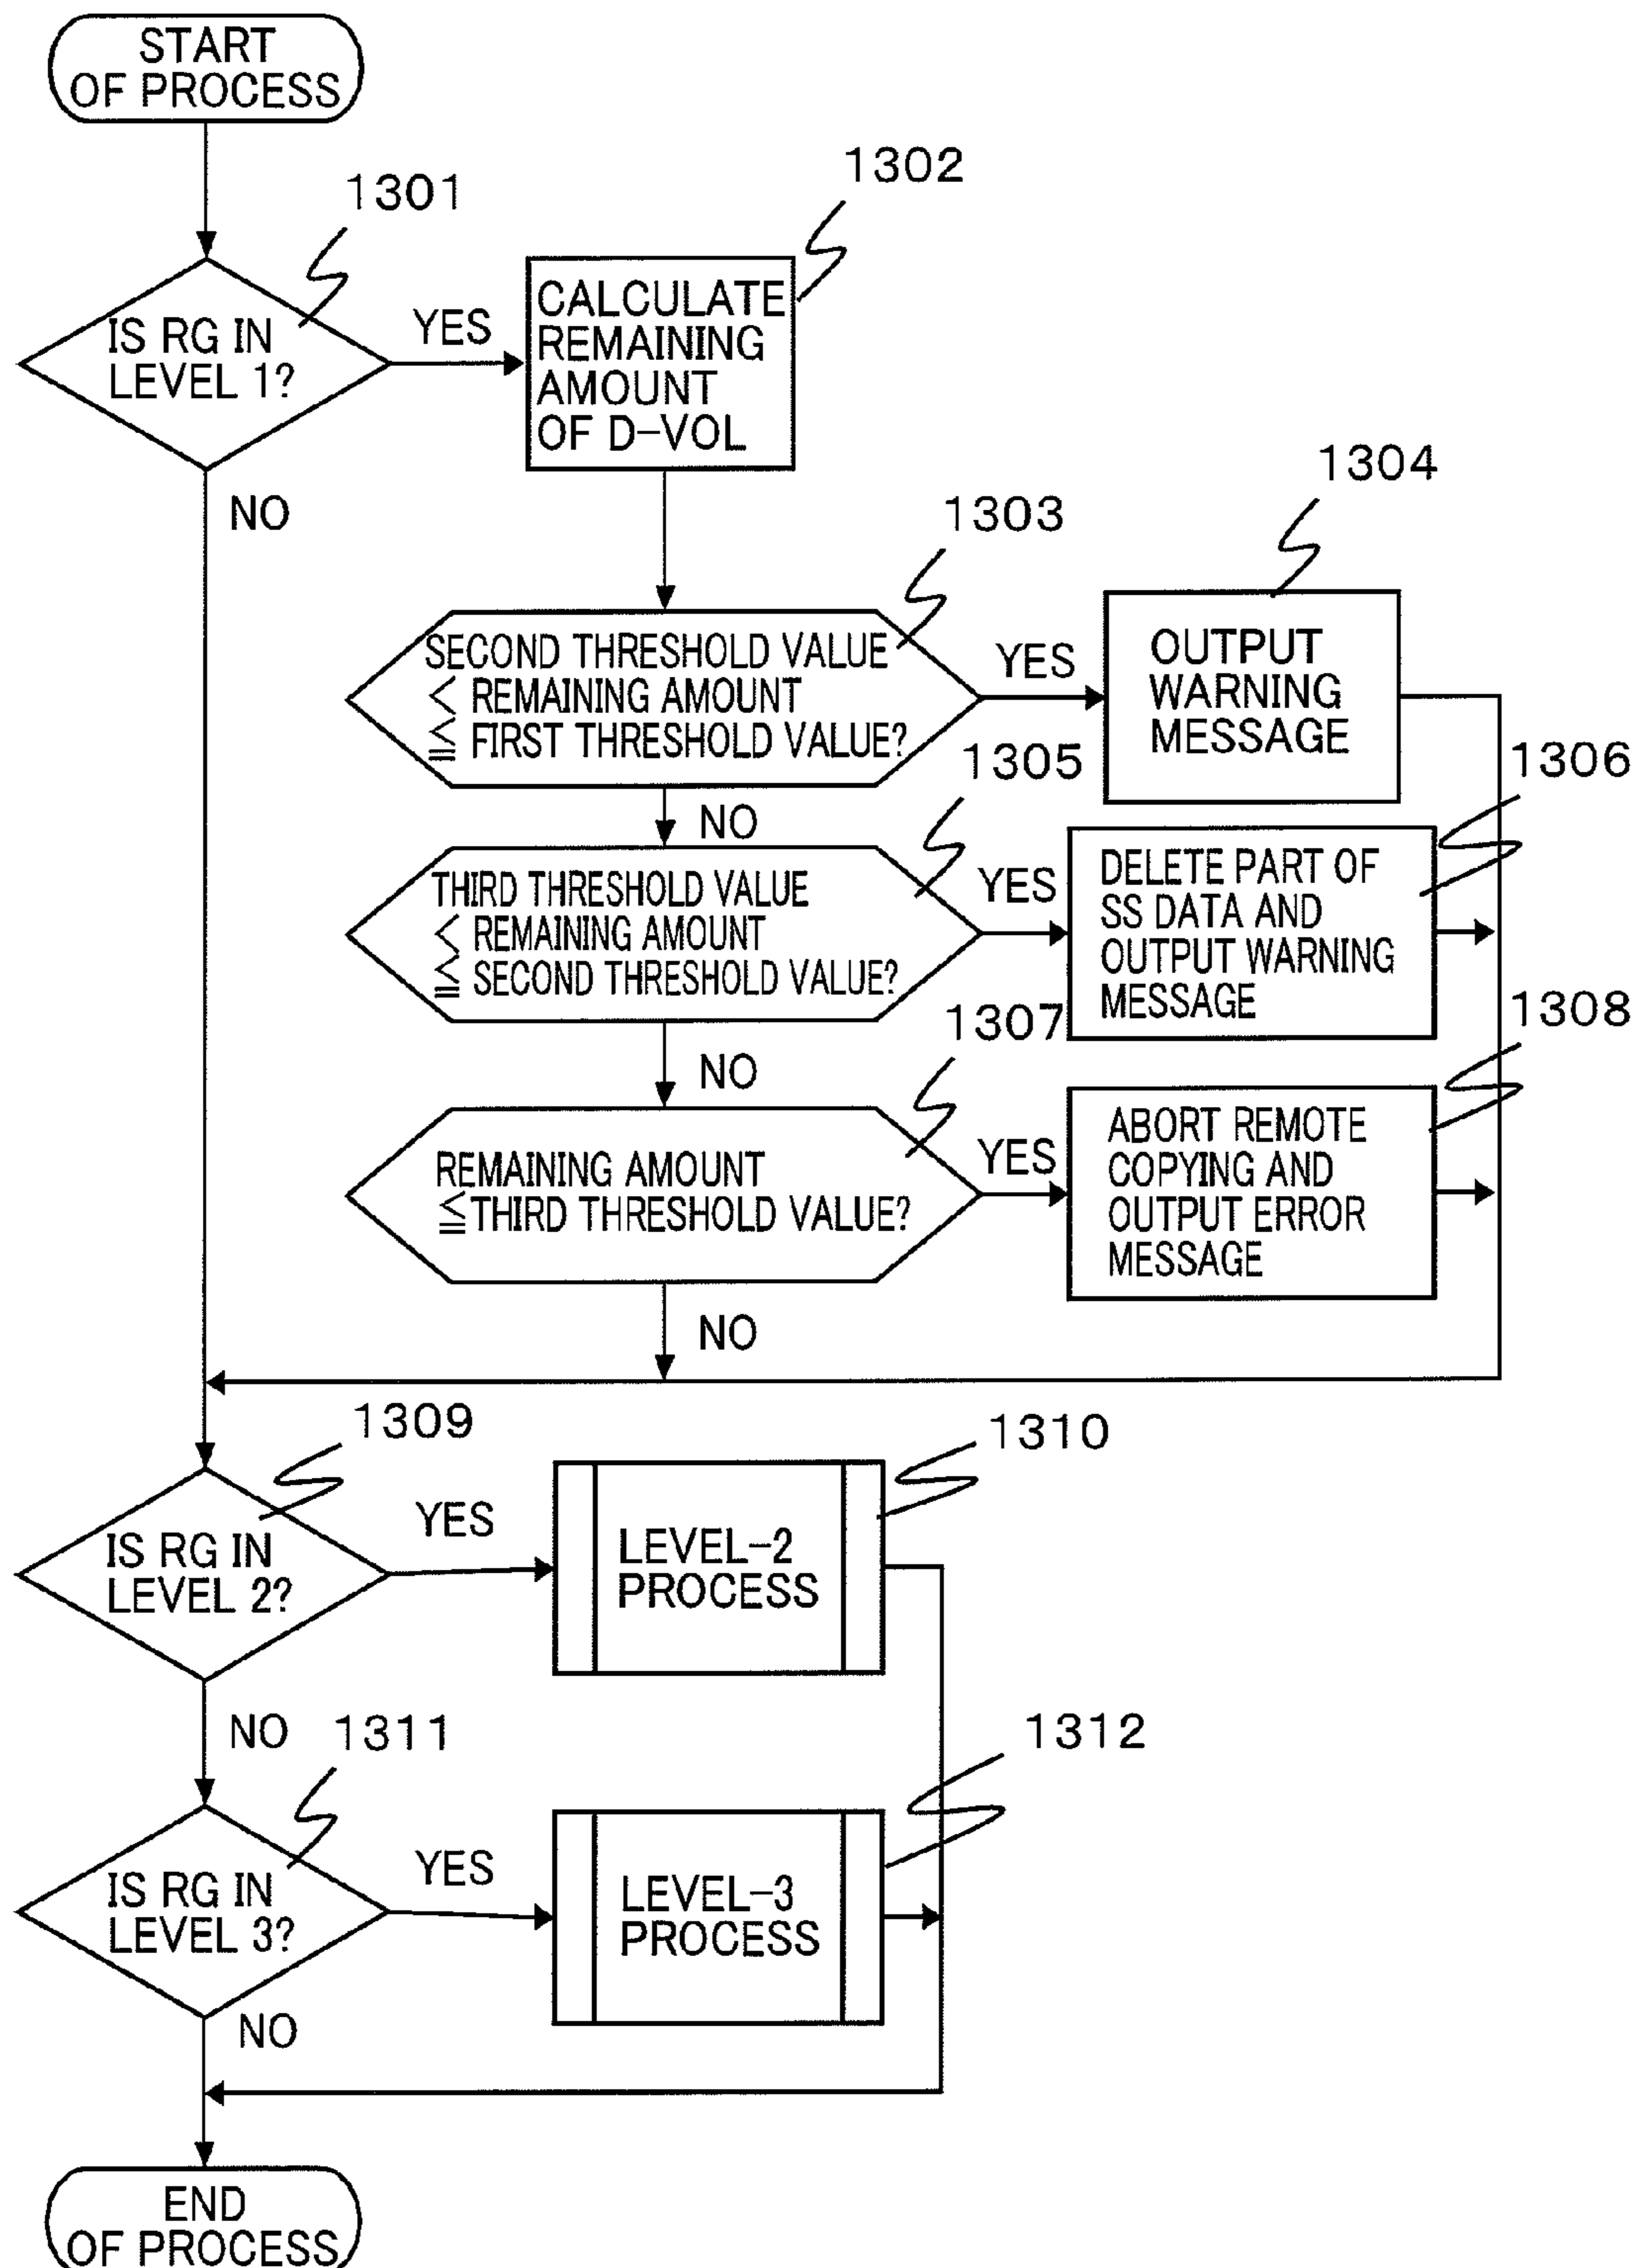 START
OF PROCESS
1301
IS RG IN
LEVEL 1?
YES
NO
1302
CALCULATE
REMAINING
AMOUNT
OF D-VOL
1303
SECOND THRESHOLD VALUE
< REMAINING AMOUNT
≦ FIRST THRESHOLD VALUE?
YES
NO
1304
OUTPUT
WARNING
MESSAGE
1305
THIRD THRESHOLD VALUE
< REMAINING AMOUNT
≦ SECOND THRESHOLD VALUE?
YES
NO
1306
DELETE PART OF
SS DATA AND
OUTPUT WARNING
MESSAGE
1307
REMAINING AMOUNT
≦THIRD THRESHOLD VALUE?
YES
NO
1308
ABORT REMOTE
COPYING AND
OUTPUT ERROR
MESSAGE
1309
IS RG IN
LEVEL 2?
YES
NO
1310
LEVEL-2
PROCESS
1311
IS RG IN
LEVEL 3?
YES
NO
1312
LEVEL-3
PROCESS
END
OF PROCESS